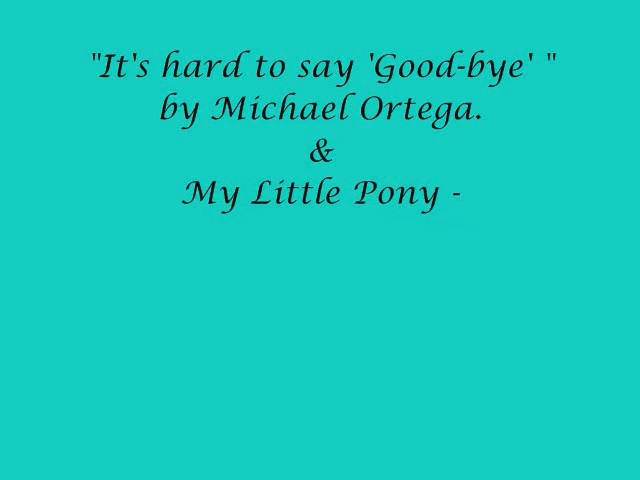 "It's hard to say 'Good-bye' "
by Michael Ortega.
&
My Little Pony -